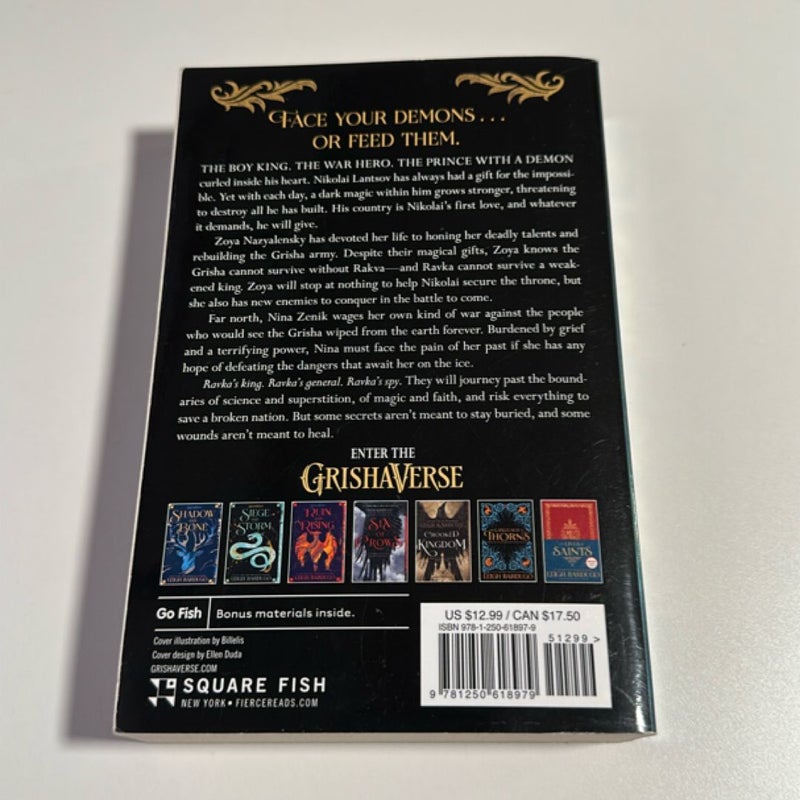 FACE YOUR DEMONS...
OR FEED THEM.
THE BOY KING. THE WAR HERO. THE PRINCE WITH A DEMON
curled inside his heart. Nikolai Lantsov has always had a gift for the impossi-
ble. Yet with each day, a dark magic within him grows stronger, threatening
to destroy all he has built. His country is Nikolai's first love, and whatever
it demands, he will give.
Zoya Nazyalensky has devoted her life to honing her deadly talents and
rebuilding the Grisha army. Despite their magical gifts, Zoya knows the
Grisha cannot survive without Rakva—and Ravka cannot survive a weak-
ened king. Zoya will stop at nothing to help Nikolai secure the throne, but
she also has new enemies to conquer in the battle to come.
Far north, Nina Zenik wages her own kind of war against the people
who would see the Grisha wiped from the earth forever. Burdened by grief
and a terrifying power, Nina must face the pain of her past if she has any
hope of defeating the dangers that await her on the ice.
Ravka's king. Ravka's general. Ravka's spy. They will journey past the bound-
aries of science and superstition, of magic and faith, and risk everything to
save a broken nation. But some secrets aren't meant to stay buried, and some
wounds aren't meant to heal.
ENTER THE
GRISHAVERSE
SHADOW AND BONE
LEIGH BARDUGO
SIEGE AND STORM
LEIGH BARDUGO
RUIN AND RISING
LEIGH BARDUGO
SIX OF CROWS
LEIGH BARDUGO
CROOKED KINGDOM
THORNS
LEIGH BARDUGO
SAINTS
LEIGH BARDUGO
Go Fish
Bonus materials inside.
Cover illustration by Billelis
Cover design by Ellen Duda
GRISHAVERSE.COM
SQUARE FISH
NEW YORK • FIERCEREADS.COM
US $12.99 / CAN $17.50
ISBN 978-1-250-61897-9
51299>
9 781250 618979